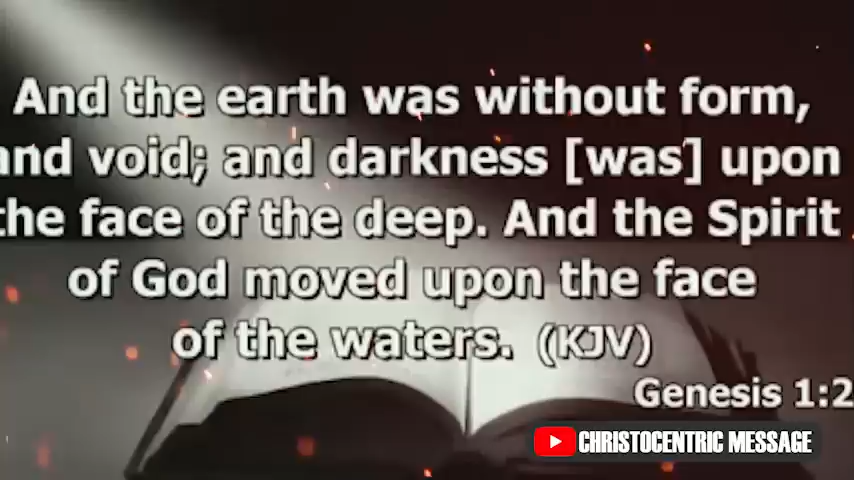 And the earth was without form,
and void; and darkness [was] upon
the face of the deep. And the Spirit
of God moved upon the face
of the waters. (KJV)
Genesis 1:2
CHRISTOCENTRIC MESSAGE